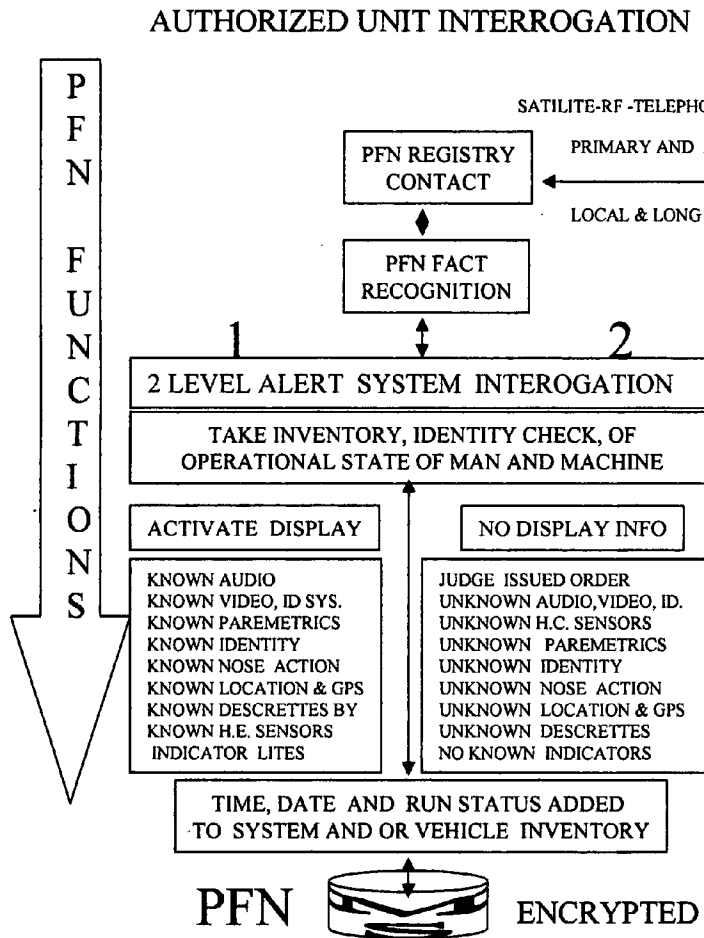 AUTHORIZED UNIT INTERROGATION
PFN FUNCTIONS
SATILITE-RF -TELEPHO
PRIMARY AND
LOCAL & LONG
PFN REGISTRY
CONTACT
PFN FACT
RECOGNITION
1
2
2 LEVEL ALERT SYSTEM INTEROGATION
TAKE INVENTORY, IDENTITY CHECK, OF
OPERATIONAL STATE OF MAN AND MACHINE
ACTIVATE DISPLAY
KNOWN AUDIO
KNOWN VIDEO, ID SYS.
KNOWN PAREMETRICS
KNOWN IDENTITY
KNOWN NOSE ACTION
KNOWN LOCATION & GPS
KNOWN DESCRETTES BY
KNOWN H.E. SENSORS
INDICATOR LITES
NO DISPLAY INFO
JUDGE ISSUED ORDER
UNKNOWN AUDIO,VIDEO, ID.
UNKNOWN H.C. SENSORS
UNKNOWN PAREMETRICS
UNKNOWN IDENTITY
UNKNOWN NOSE ACTION
UNKNOWN LOCATION & GPS
UNKNOWN DESCRETTES
NO KNOWN INDICATORS
TIME, DATE AND RUN STATUS ADDED
TO SYSTEM AND OR VEHICLE INVENTORY
PFN ENCRYPTED